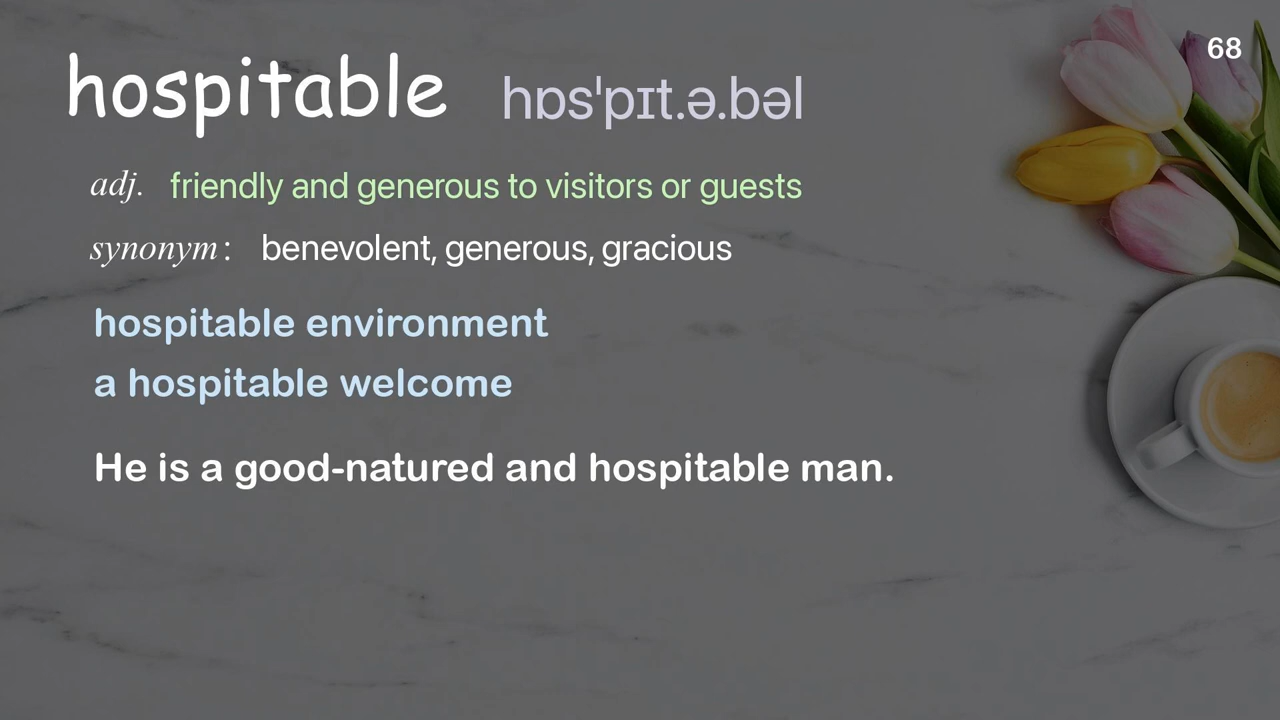 68
hospitable hɒsˈpɪt.ə.bəl
adj. friendly and generous to visitors or guests
synonym: benevolent, generous, gracious
hospitable environment
a hospitable welcome
He is a good-natured and hospitable man.